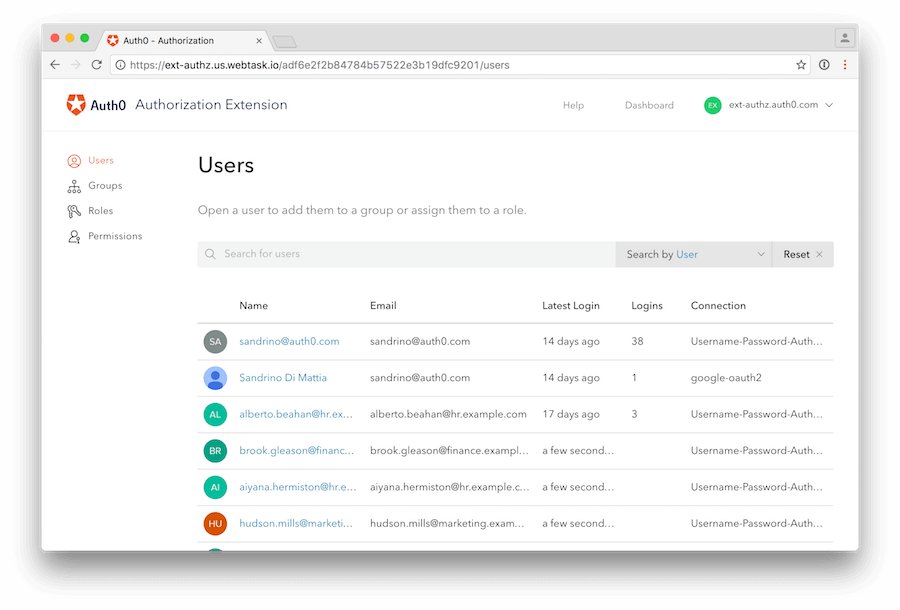 Auth0 - Authorization
https://ext-authz.us.webtask.io/adf6e2f2b84784b57522e3b19dfc9201/users
Auth0 Authorization Extension
Help
Dashboard
EX ext-authz.auth0.com
Users
Groups
Roles
Permissions
Users
Open a user to add them to a group or assign them to a role.
Search for users
Search by User
Reset
Name Email Latest Login Logins Connection
SA sandrino@auth0.com sandrino@auth0.com 14 days ago 38 Username-Password-Auth...
Sandrino Di Mattia sandrino@auth0.com 14 days ago 1 google-oauth2
AL alberto.beahan@hr.ex... alberto.beahan@hr.example.com 17 days ago 3 Username-Password-Auth...
BR brook.gleason@financ... brook.gleason@finance.exampl... a few second... Username-Password-Auth...
AI aiyana.hermiston@hr.e... aiyana.hermiston@hr.example.c... a few second... Username-Password-Auth...
HU hudson.mills@marketi... hudson.mills@marketing.exam... a few second... Username-Password-Auth...